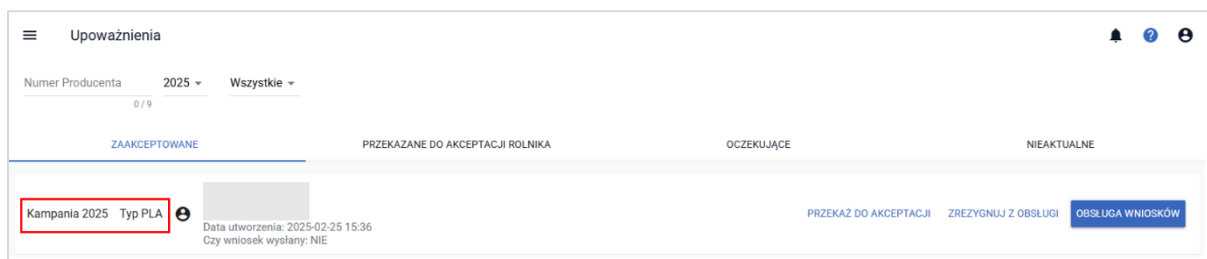 Upoważnienia
Numer Producenta 2025 Wszystkie
0 / 9
ZAAKCEPTOWANE PRZEKAZANE DO AKCEPTACJI ROLNIKA OCZEKUJĄCE NIEAKTUALNE
Kampania 2025 Typ PLA PRZEKAŻ DO AKCEPTACJI ZREZYGNUJ Z OBSŁUGI OBSŁUGA WNIOSKÓW
Data utworzenia: 2025-02-25 15:36
Czy wniosek wysłany: NIE